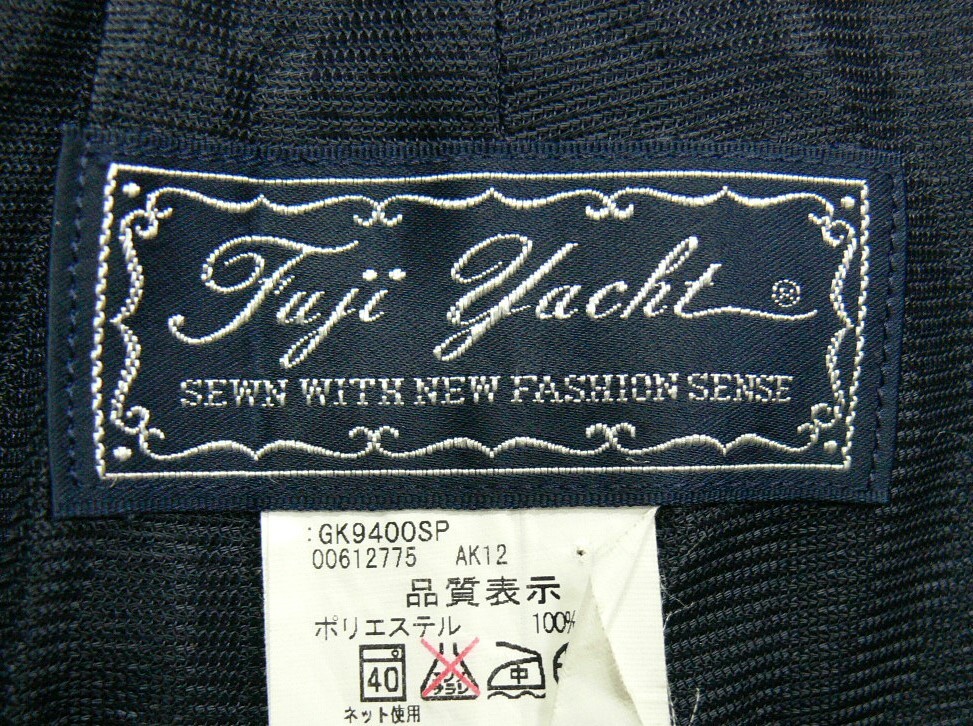 Fuji Yacht ®
SEWN WITH NEW FASHION SENSE
:GK9400SP
00612775 AK12
品質表示
ポリエステル 100%
40 中
ネット使用